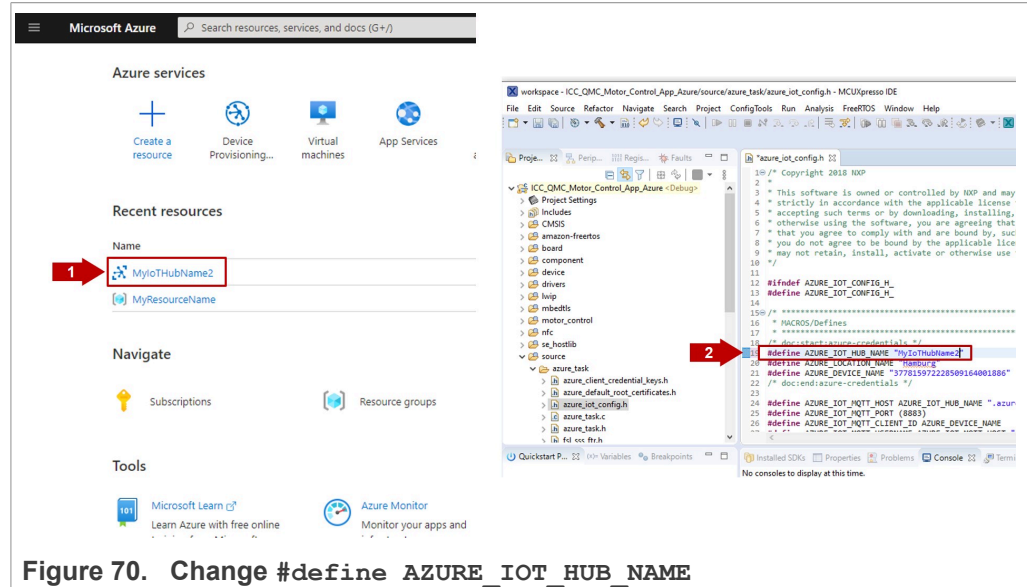 Microsoft Azure
Search resources, services, and docs (G+/)
Azure services
Create a resource
Device Provisioning...
Virtual machines
App Services
Recent resources
Name
1
MyIoTHubName2
MyResourceName
Navigate
Subscriptions
Resource groups
Tools
101
Microsoft Learn
Learn Azure with free online
Azure Monitor
Monitor your apps and
workspace - ICC_QMC_Motor_Control_App_Azure/source/azure_task/azure_iot_config.h - MCUXpresso IDE
File Edit Source Refactor Navigate Search Project ConfigTools Run Analysis FreeRTOS Window Help
Proje... Perip... Regis... Faults
ICC_QMC_Motor_Control_App_Azure <Debug>
Project Settings
Includes
CMSIS
amazon-freertos
board
component
device
drivers
lwip
mbedtls
motor_control
nfc
se_hostlib
source
azure_task
azure_client_credential_keys.h
azure_default_root_certificates.h
azure_iot_config.h
azure_task.c
azure_task.h
fsl_sss_ftr.h
Quickstart P... (x)= Variables Breakpoints
*azure_iot_config.h
1 /* Copyright 2018 NXP
2 *
3 * This software is owned or controlled by NXP and may
4 * strictly in accordance with the applicable license
5 * accepting such terms or by downloading, installing,
6 * otherwise using the software, you are agreeing that
7 * that you agree to comply with and are bound by, suc
8 * you do not agree to be bound by the applicable lice
9 * may not retain, install, activate or otherwise use
10 */
11
12 #ifndef AZURE_IOT_CONFIG_H_
13 #define AZURE_IOT_CONFIG_H_
14
15 /* ************************************
16 * MACROS/Defines
17 * ************************************
18 /* doc:start:azure-credentials */
2
19 #define AZURE_IOT_HUB_NAME "MyIoTHubName2"
20 #define AZURE_LOCATION_NAME "Hamburg"
21 #define AZURE_DEVICE_NAME "377815972228509164001886"
22 /* doc:end:azure-credentials */
23
24 #define AZURE_IOT_MQTT_HOST AZURE_IOT_HUB_NAME ".azur
25 #define AZURE_IOT_MQTT_PORT (8883)
26 #define AZURE_IOT_MQTT_CLIENT_ID AZURE_DEVICE_NAME
Installed SDKs Properties Problems Console Termi
No consoles to display at this time.
Figure 70. Change #define AZURE_IOT_HUB_NAME